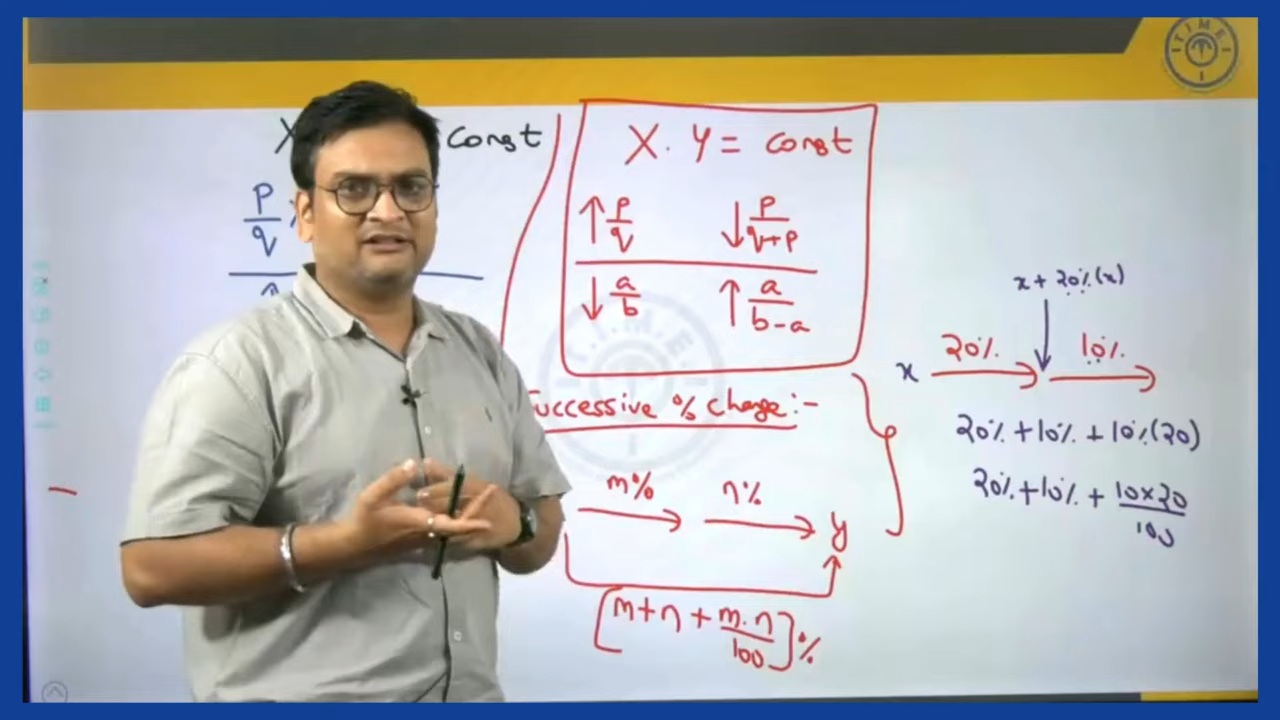 X const
P
q
X. Y = const
↑ P/q ↓ P/q+p
↓ a/b ↑ a/b-a
Successive % change:-
m% n%
y
[m+n + m.n/100]%
x + 20%(x)
x 20% 10%
20% + 10% + 10%(20)
20% + 10% + 10×20/100
T.I.M.E.